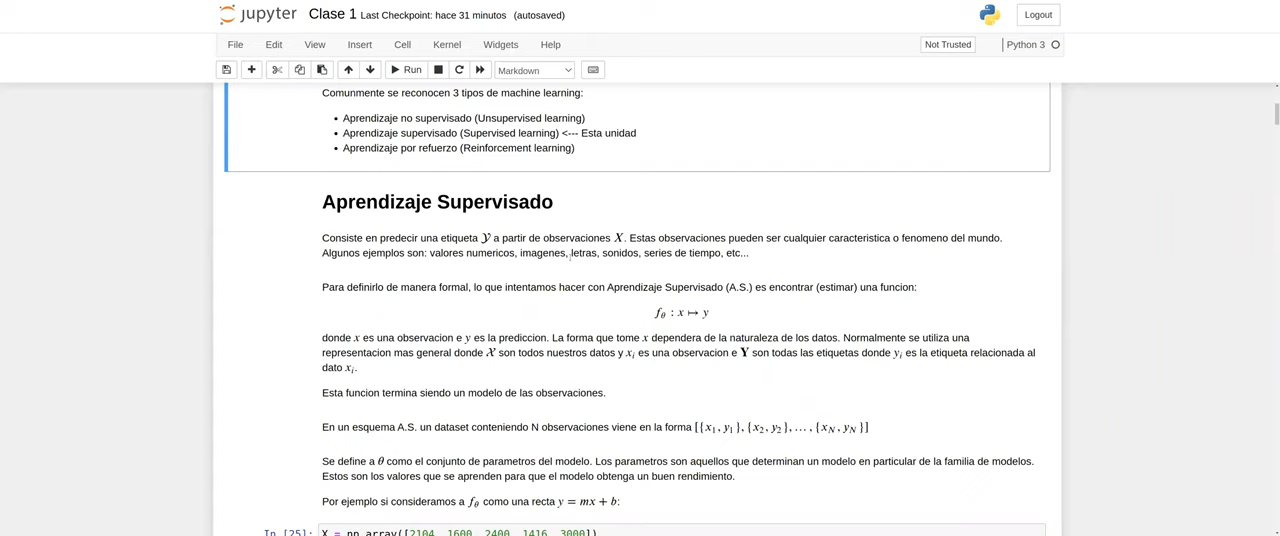 jupyter Clase 1 Last Checkpoint: hace 31 minutos (autosaved)
Logout
File Edit View Insert Cell Kernel Widgets Help
Not Trusted
Python 3
Run
Markdown
Comunmente se reconocen 3 tipos de machine learning:
• Aprendizaje no supervisado (Unsupervised learning)
• Aprendizaje supervisado (Supervised learning) <--- Esta unidad
• Aprendizaje por refuerzo (Reinforcement learning)
Aprendizaje Supervisado
Consiste en predecir una etiqueta 𝒴 a partir de observaciones X. Estas observaciones pueden ser cualquier caracteristica o fenomeno del mundo.
Algunos ejemplos son: valores numericos, imagenes, letras, sonidos, series de tiempo, etc...
Para definirlo de manera formal, lo que intentamos hacer con Aprendizaje Supervisado (A.S.) es encontrar (estimar) una funcion:
f_θ : x ↦ y
donde x es una observacion e y es la prediccion. La forma que tome x dependera de la naturaleza de los datos. Normalmente se utiliza una
representacion mas general donde 𝒳 son todos nuestros datos y x_i es una observacion e 𝐘 son todas las etiquetas donde y_i es la etiqueta relacionada al
dato x_i.
Esta funcion termina siendo un modelo de las observaciones.
En un esquema A.S. un dataset conteniendo N observaciones viene en la forma [{x_1, y_1}, {x_2, y_2}, …, {x_N, y_N}]
Se define a θ como el conjunto de parametros del modelo. Los parametros son aquellos que determinan un modelo en particular de la familia de modelos.
Estos son los valores que se aprenden para que el modelo obtenga un buen rendimiento.
Por ejemplo si consideramos a f_θ como una recta y = mx + b:
In [25]: X = np.array([2104, 1600, 2400, 1416, 3000])